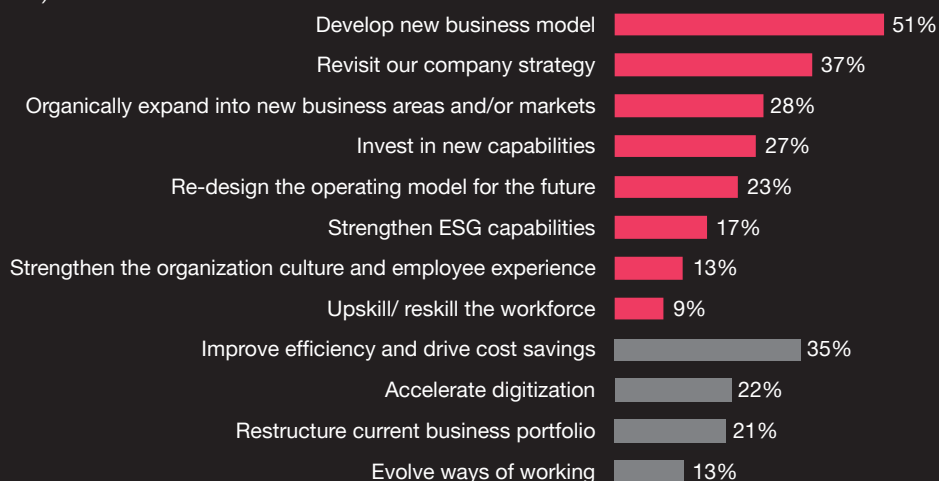 Develop new business model 51%
Revisit our company strategy 37%
Organically expand into new business areas and/or markets 28%
Invest in new capabilities 27%
Re-design the operating model for the future 23%
Strengthen ESG capabilities 17%
Strengthen the organization culture and employee experience 13%
Upskill/ reskill the workforce 9%
Improve efficiency and drive cost savings 35%
Accelerate digitization 22%
Restructure current business portfolio 21%
Evolve ways of working 13%